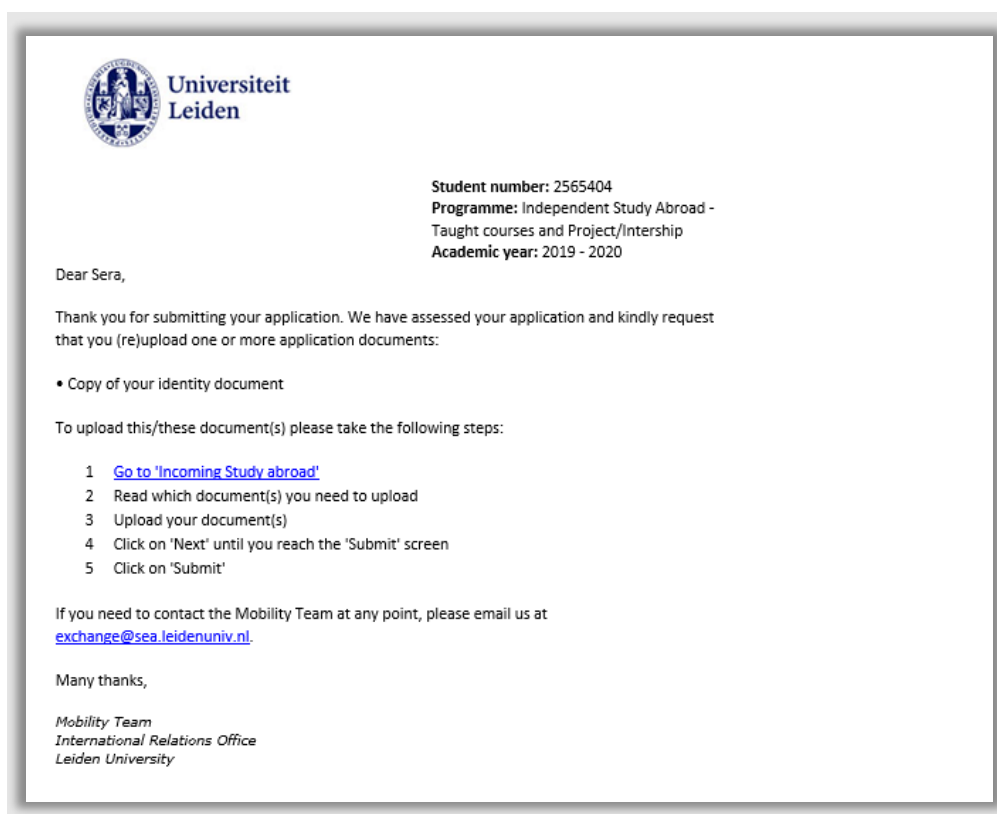 Universiteit
Leiden
Student number: 2565404
Programme: Independent Study Abroad -
Taught courses and Project/Intership
Academic year: 2019 - 2020
Dear Sera,
Thank you for submitting your application. We have assessed your application and kindly request
that you (re)upload one or more application documents:
• Copy of your identity document
To upload this/these document(s) please take the following steps:
1 Go to 'Incoming Study abroad'
2 Read which document(s) you need to upload
3 Upload your document(s)
4 Click on 'Next' until you reach the 'Submit' screen
5 Click on 'Submit'
If you need to contact the Mobility Team at any point, please email us at
exchange@sea.leidenuniv.nl.
Many thanks,
Mobility Team
International Relations Office
Leiden University